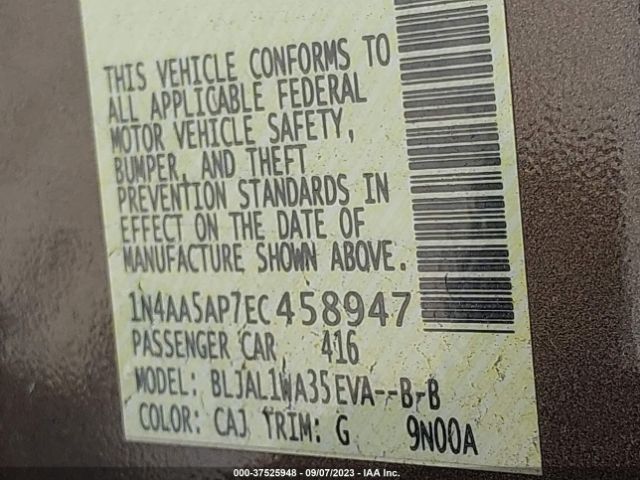 THIS VEHICLE CONFORMS TO
ALL APPLICABLE FEDERAL
MOTOR VEHICLE SAFETY,
BUMPER, AND THEFT
PREVENTION STANDARDS IN
EFFECT ON THE DATE OF
MANUFACTURE SHOWN ABOVE.
1N4AA5AP7EC458947
PASSENGER CAR, 416
MODEL: BLJAL1WA35EVA--B-B
COLOR: CAJ TRIM: G 9N00A
000-37525948 - 09/07/2023 - IAA Inc.